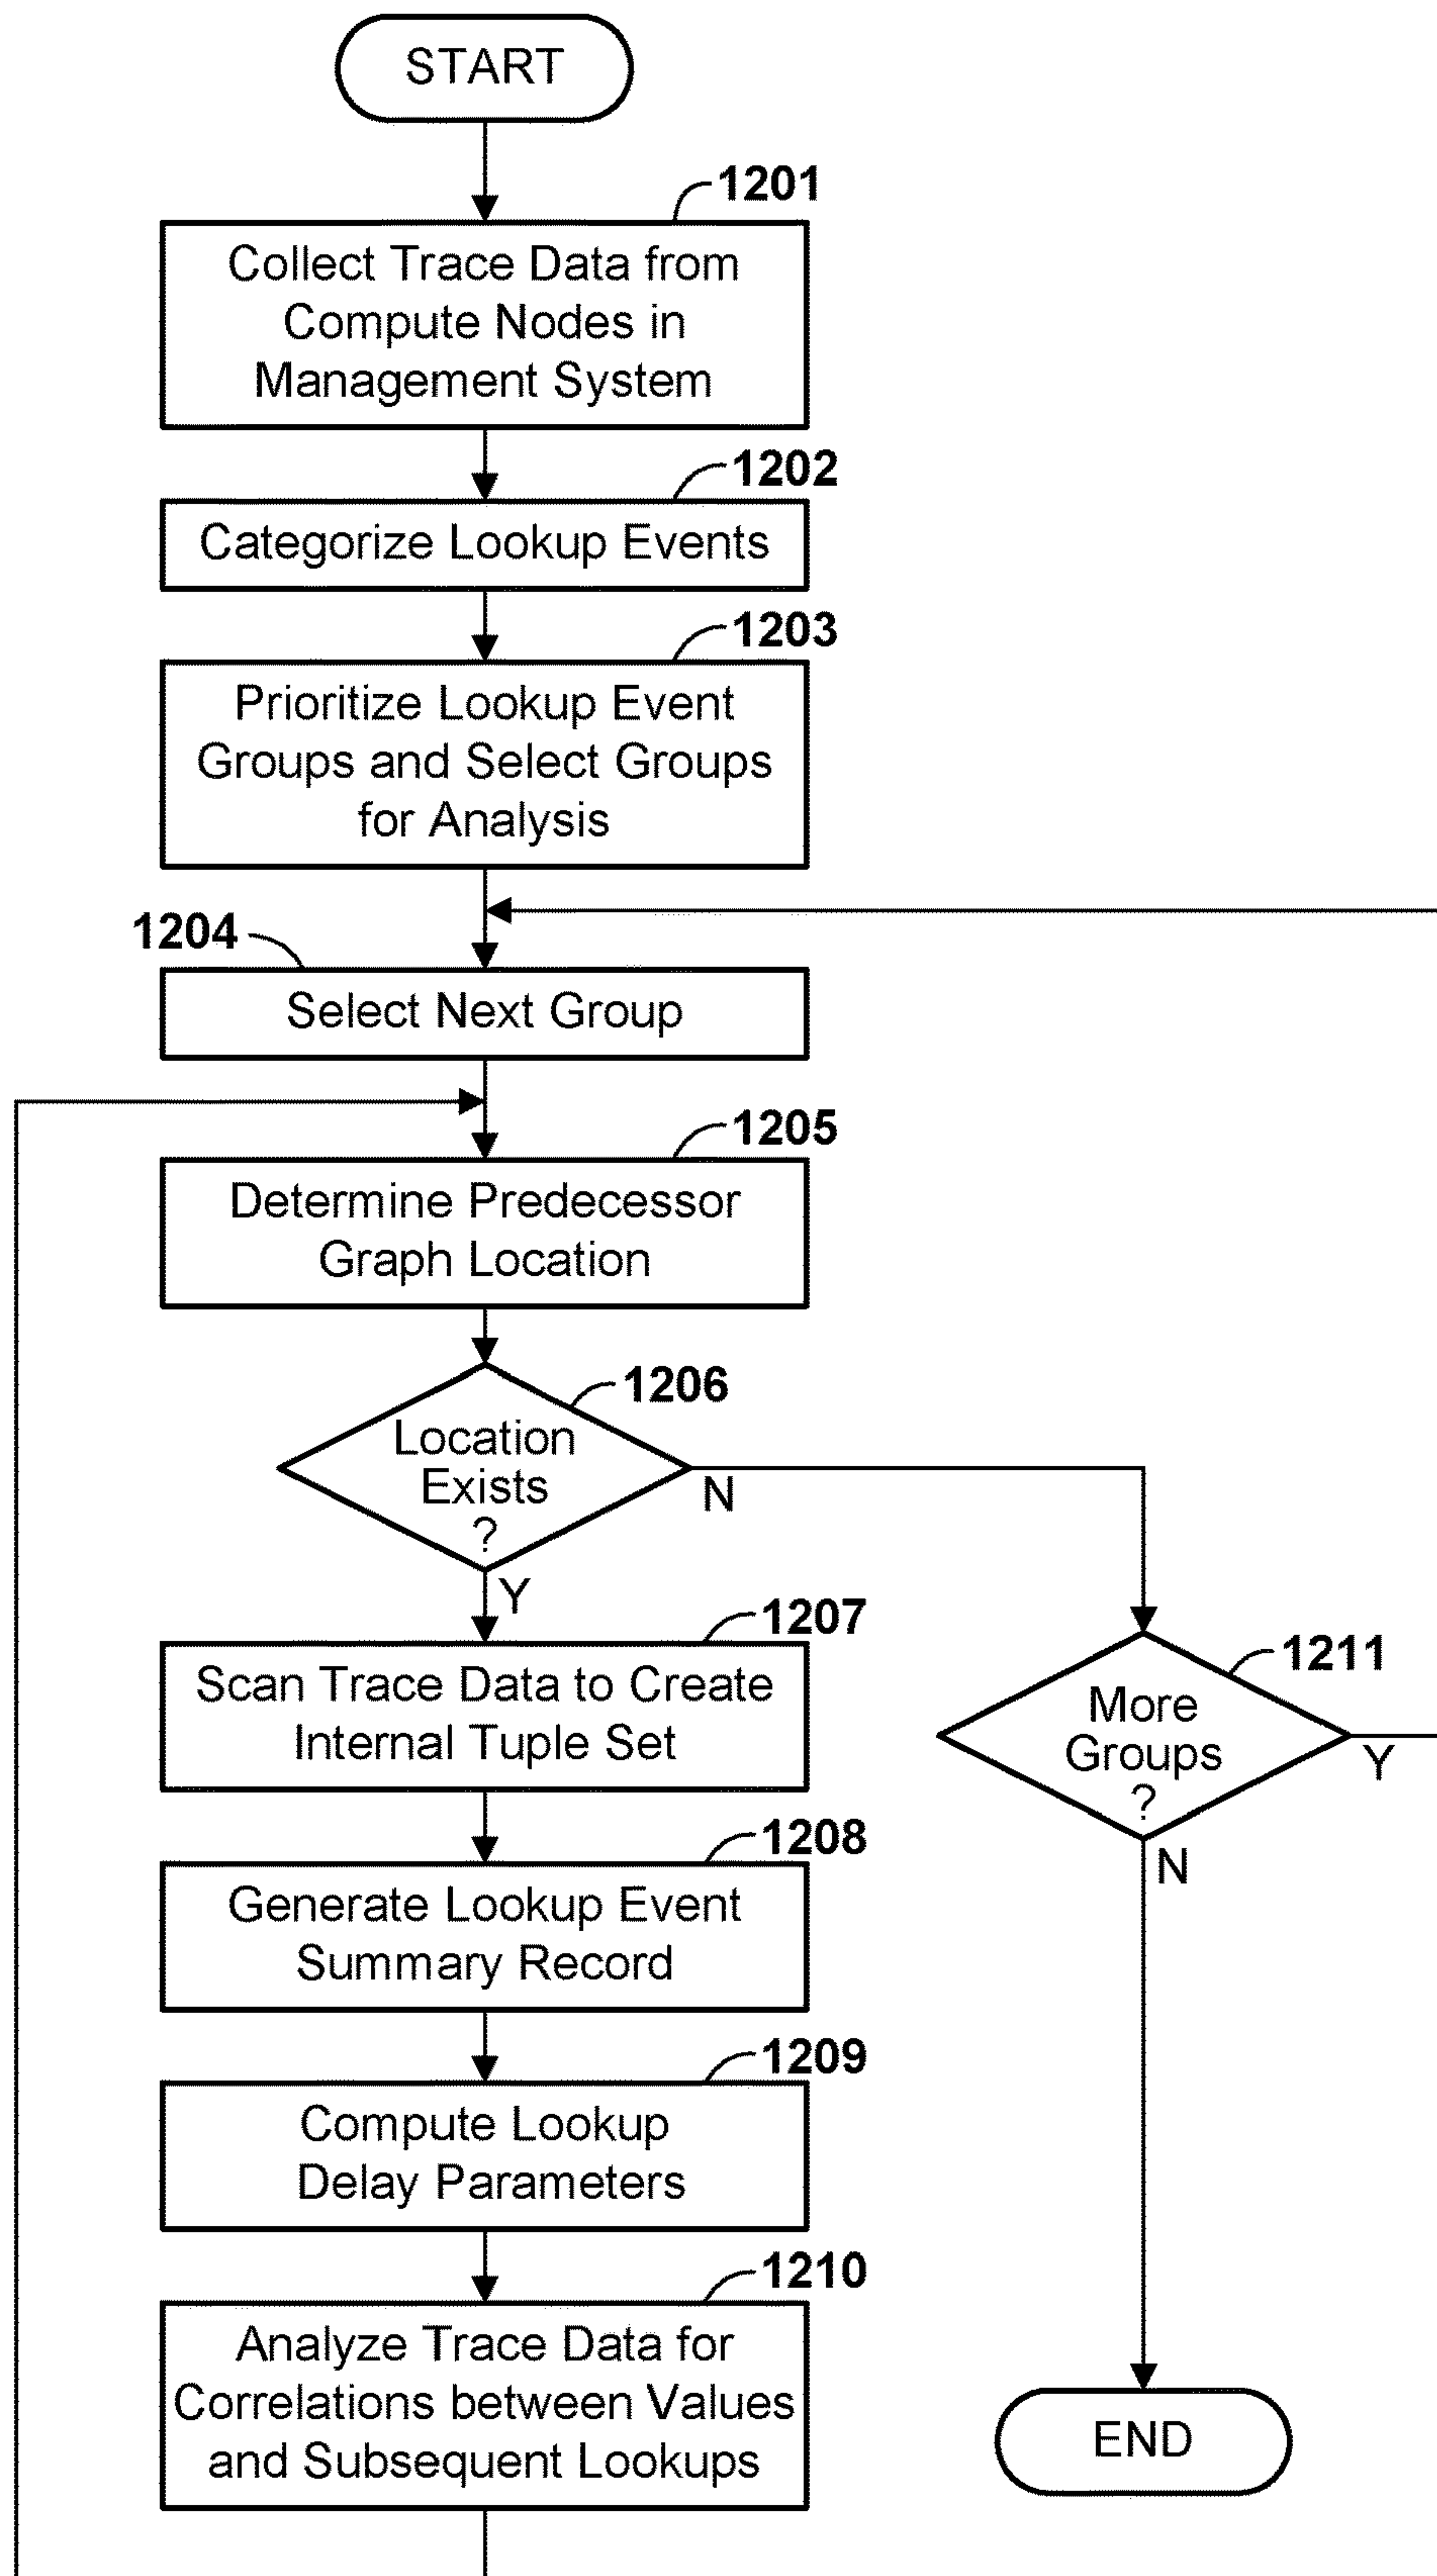 START
1201
Collect Trace Data from
Compute Nodes in
Management System
1202
Categorize Lookup Events
1203
Prioritize Lookup Event
Groups and Select Groups
for Analysis
1204
Select Next Group
1205
Determine Predecessor
Graph Location
1206
Location
Exists
?
N
Y
1207
Scan Trace Data to Create
Internal Tuple Set
1211
More
Groups
?
Y
N
1208
Generate Lookup Event
Summary Record
1209
Compute Lookup
Delay Parameters
1210
Analyze Trace Data for
Correlations between Values
and Subsequent Lookups
END